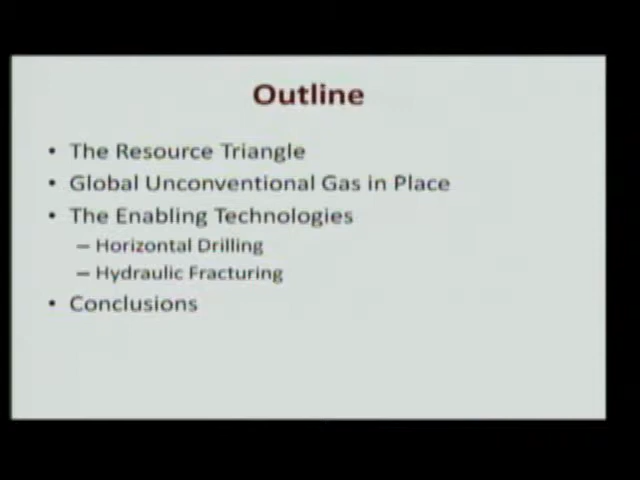 Outline
• The Resource Triangle
• Global Unconventional Gas in Place
• The Enabling Technologies
– Horizontal Drilling
– Hydraulic Fracturing
• Conclusions